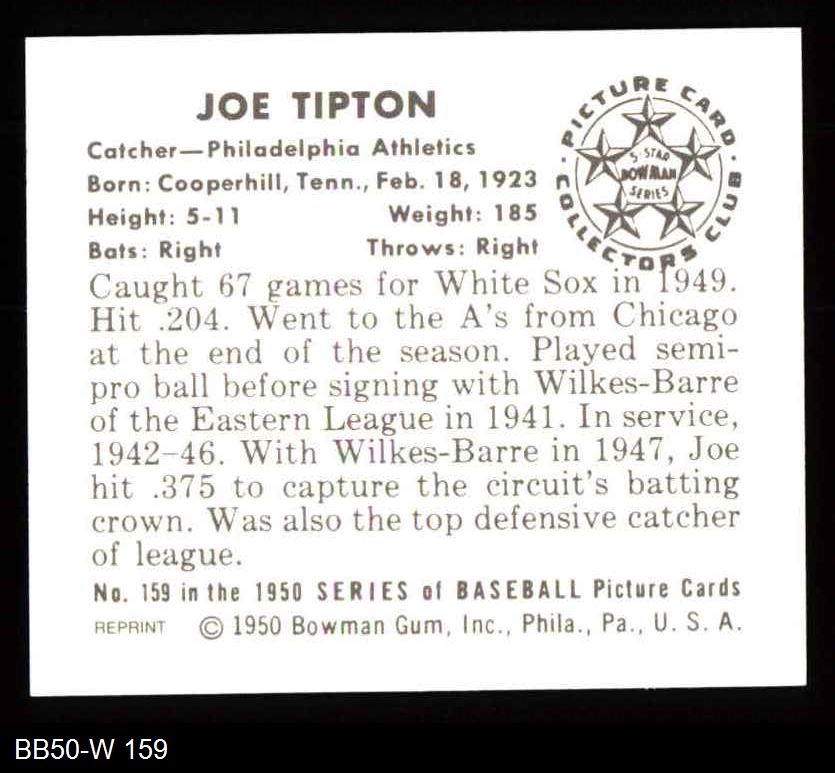 JOE TIPTON
PICTURE CARD COLLECTORS CLUB
5-STAR
BOWMAN
SERIES
Catcher—Philadelphia Athletics
Born: Cooperhill, Tenn., Feb. 18, 1923
Height: 5-11 Weight: 185
Bats: Right Throws: Right
Caught 67 games for White Sox in 1949.
Hit .204. Went to the A's from Chicago
at the end of the season. Played semi-
pro ball before signing with Wilkes-Barre
of the Eastern League in 1941. In service,
1942-46. With Wilkes-Barre in 1947, Joe
hit .375 to capture the circuit's batting
crown. Was also the top defensive catcher
of league.
No. 159 in the 1950 SERIES of BASEBALL Picture Cards
REPRINT © 1950 Bowman Gum, Inc., Phila., Pa., U. S. A.
BB50-W 159